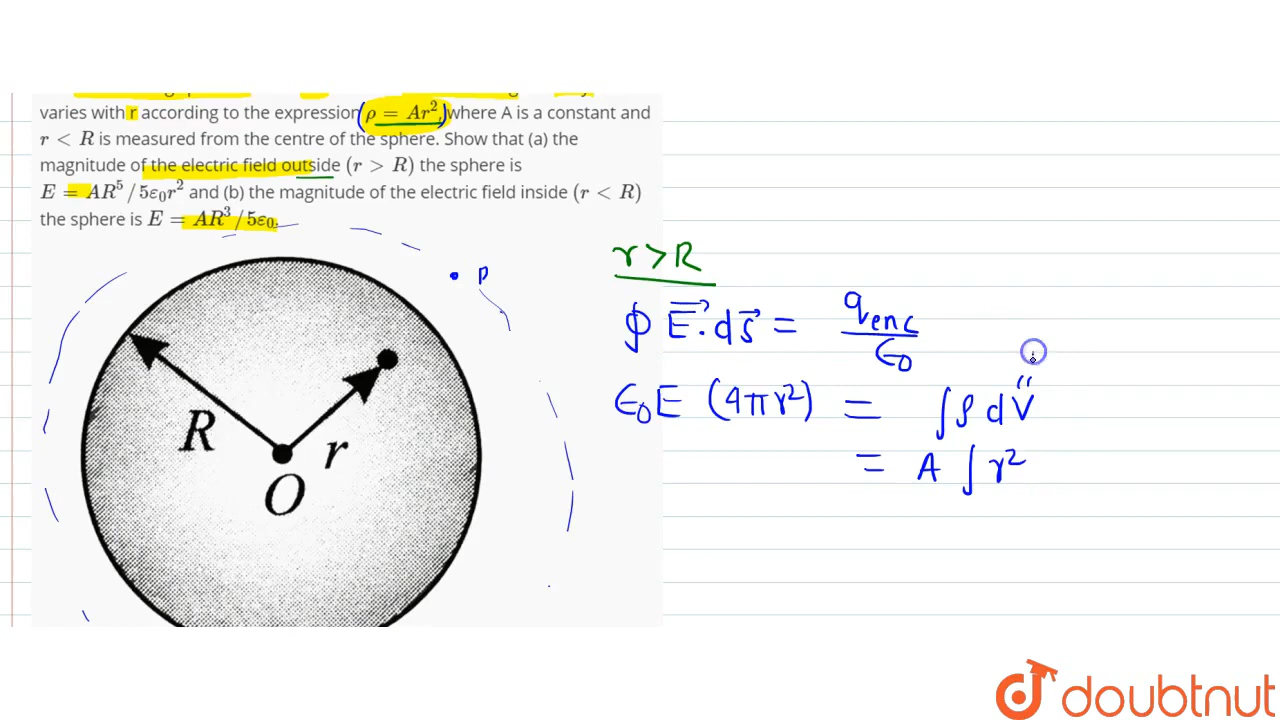 varies with r according to the expression (ρ = Ar²,) where A is a constant and
r < R is measured from the centre of the sphere. Show that (a) the
magnitude of the electric field outside (r > R) the sphere is
E = AR⁵ / 5ε₀r² and (b) the magnitude of the electric field inside (r < R)
the sphere is E = AR³ / 5ε₀.
P
R
r
O
r > R
∮ E⃗ . ds⃗ = qenc / ϵ₀
ϵ₀E (4πr²) = ∫ρ dV
= A ∫ r²
doubtnut